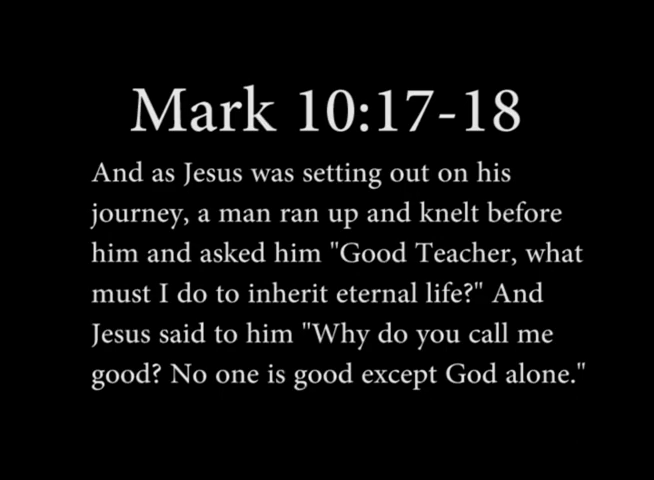 Mark 10:17-18
And as Jesus was setting out on his
journey, a man ran up and knelt before
him and asked him "Good Teacher, what
must I do to inherit eternal life?" And
Jesus said to him "Why do you call me
good? No one is good except God alone."